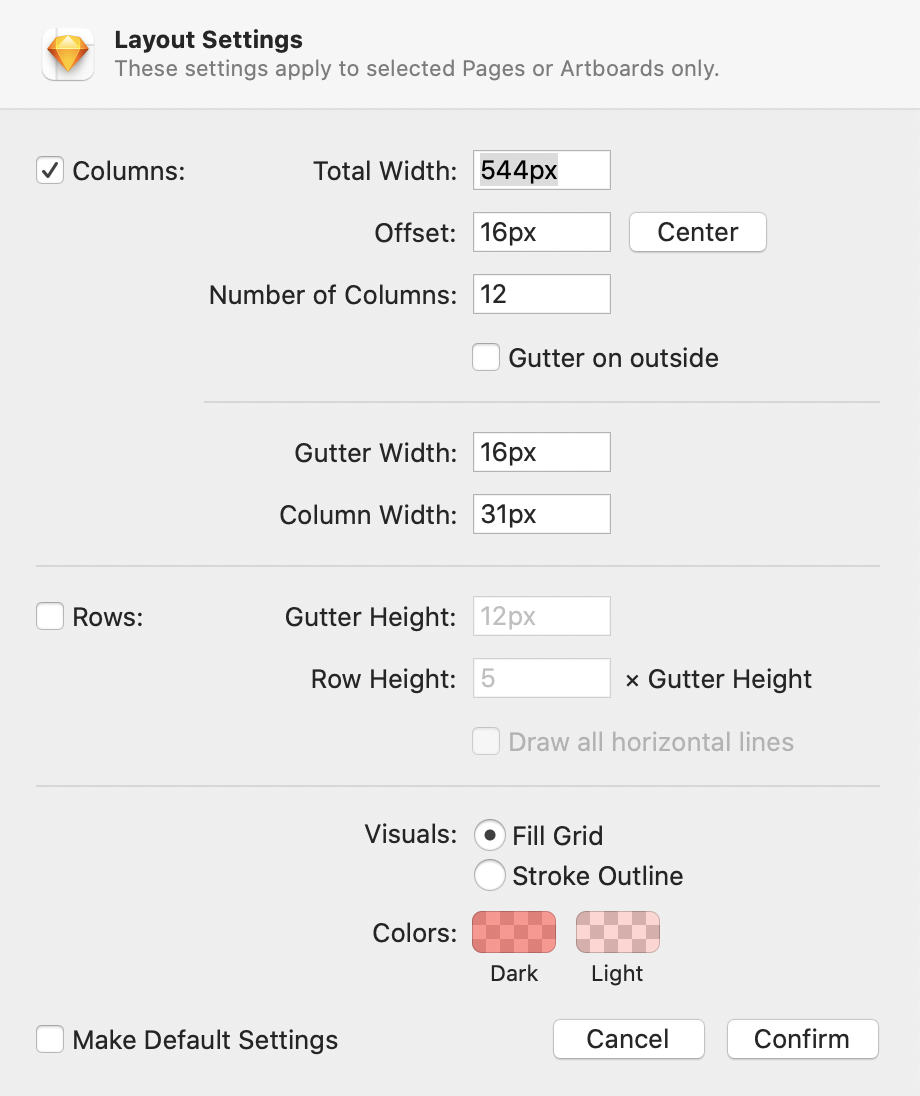 Layout Settings
These settings apply to selected Pages or Artboards only.
Columns: Total Width: 544px
Offset: 16px Center
Number of Columns: 12
Gutter on outside
Gutter Width: 16px
Column Width: 31px
Rows: Gutter Height: 12px
Row Height: 5 × Gutter Height
Draw all horizontal lines
Visuals: Fill Grid
Stroke Outline
Colors:
Dark Light
Make Default Settings Cancel Confirm